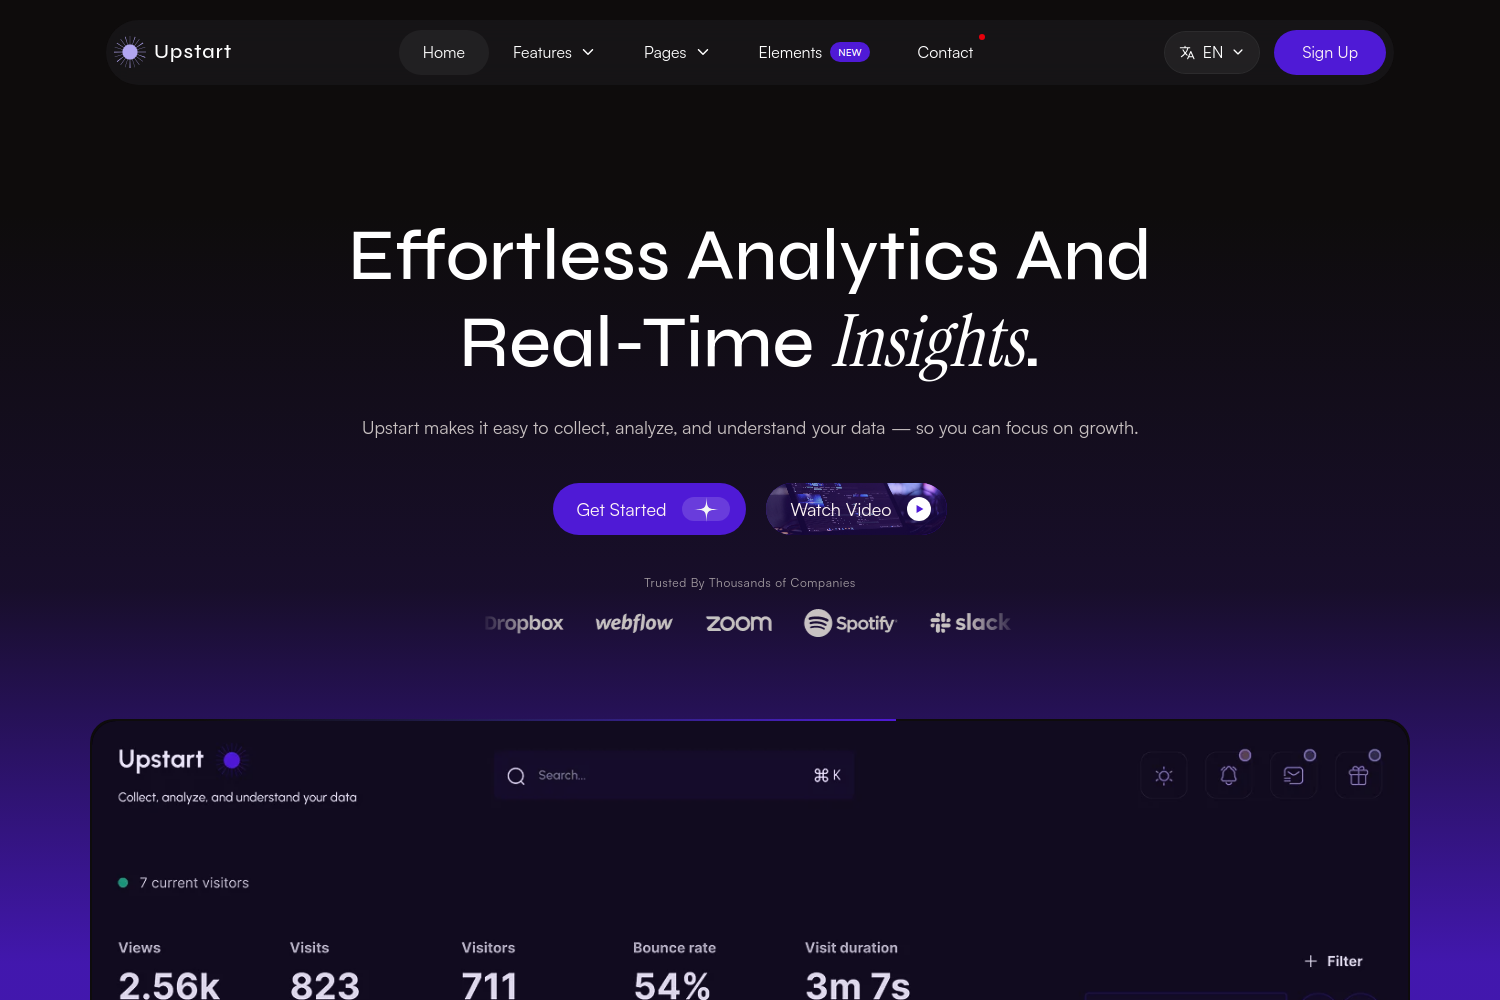 Upstart
Home
Features
Pages
Elements NEW
Contact
EN
Sign Up
Effortless Analytics And
Real-Time Insights.
Upstart makes it easy to collect, analyze, and understand your data — so you can focus on growth.
Get Started
Watch Video
Trusted By Thousands of Companies
Dropbox
webflow
zoom
Spotify
slack
Upstart
Search...
⌘ K
Collect, analyze, and understand your data
7 current visitors
Views
Visits
Visitors
Bounce rate
Visit duration
+ Filter
2.56k
823
711
54%
3m 7s